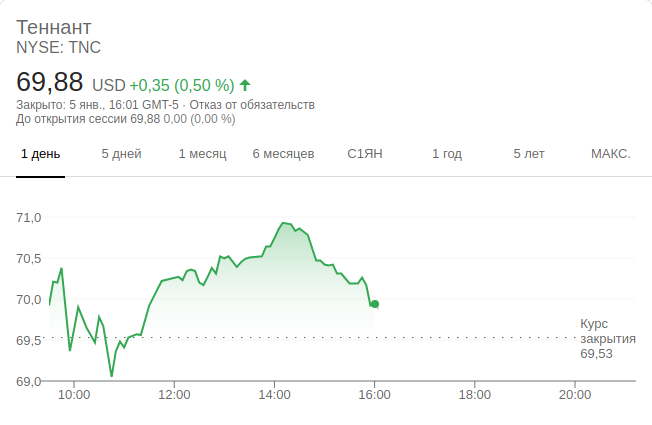 Теннант
NYSE: TNC
69,88 USD +0,35 (0,50 %)
Закрыто: 5 янв., 16:01 GMT-5 · Отказ от обязательств
До открытия сессии 69,88 0,00 (0,00 %)
1 день 5 дней 1 месяц 6 месяцев С1ЯН 1 год 5 лет МАКС.
71,0
70,5
70,0
69,5
69,0
Курс
закрытия
69,53
10:00 12:00 14:00 16:00 18:00 20:00